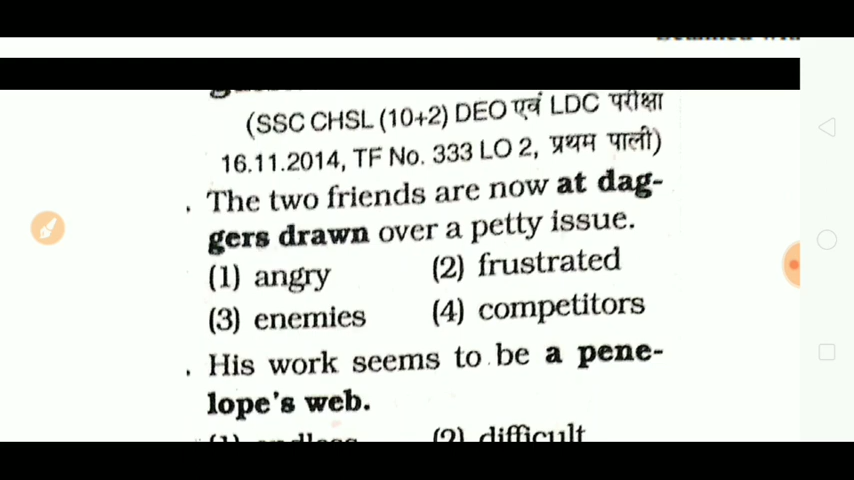 (SSC CHSL (10+2) DEO एवं LDC परीक्षा
16.11.2014, TF No. 333 LO 2, प्रथम पाली)
. The two friends are now at dag-
gers drawn over a petty issue.
(1) angry (2) frustrated
(3) enemies (4) competitors
. His work seems to be a pene-
lope's web.
(1) endless (2) difficult